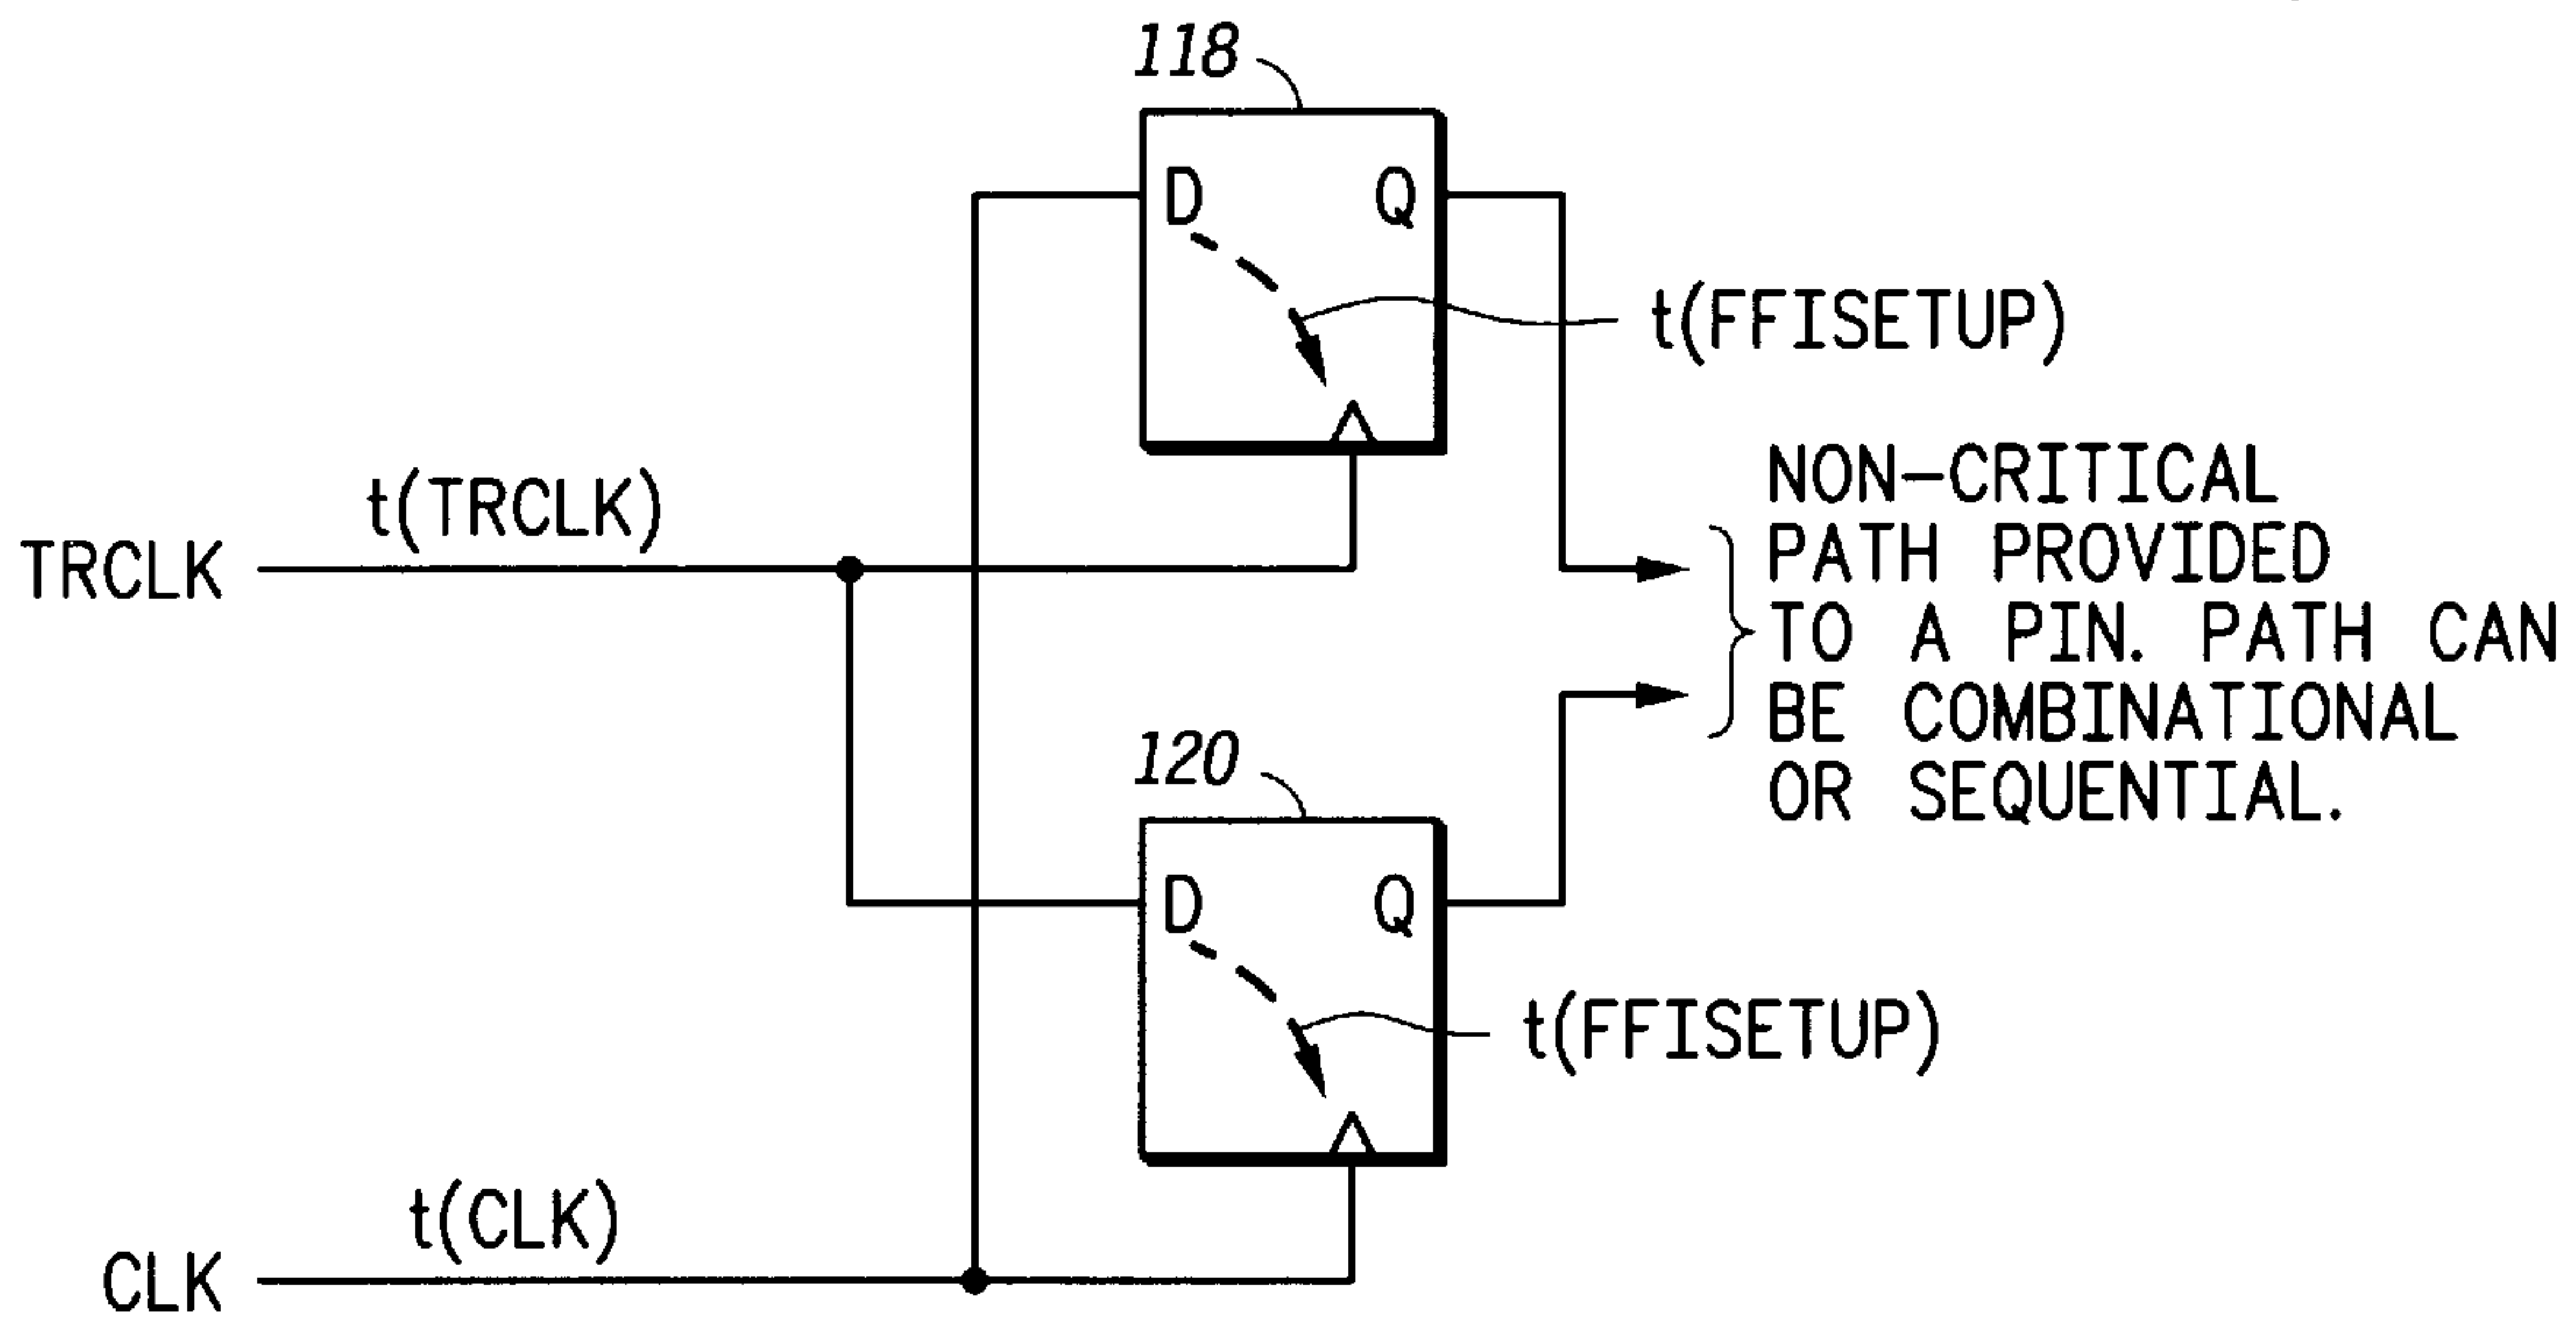 118
D Q
t(FFISETUP)
t(TRCLK)
TRCLK
NON-CRITICAL
PATH PROVIDED
TO A PIN. PATH CAN
BE COMBINATIONAL
OR SEQUENTIAL.
120
D Q
t(FFISETUP)
t(CLK)
CLK